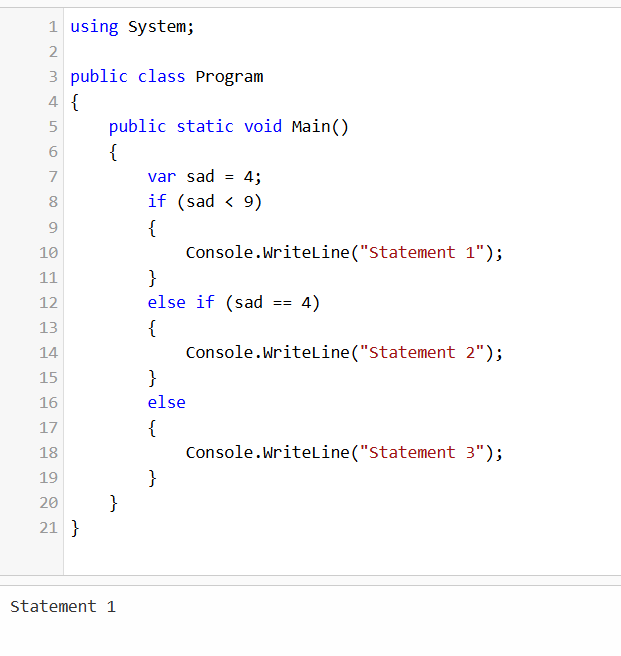 1 using System;
2
3 public class Program
4 {
5     public static void Main()
6     {
7         var sad = 4;
8         if (sad < 9)
9         {
10             Console.WriteLine("Statement 1");
11         }
12         else if (sad == 4)
13         {
14             Console.WriteLine("Statement 2");
15         }
16         else
17         {
18             Console.WriteLine("Statement 3");
19         }
20     }
21 }
Statement 1